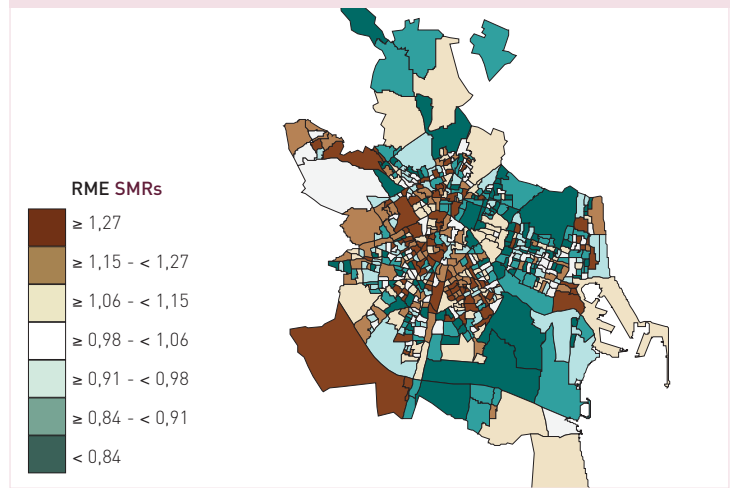 RME SMRs
≥ 1,27
≥ 1,15 - < 1,27
≥ 1,06 - < 1,15
≥ 0,98 - < 1,06
≥ 0,91 - < 0,98
≥ 0,84 - < 0,91
< 0,84